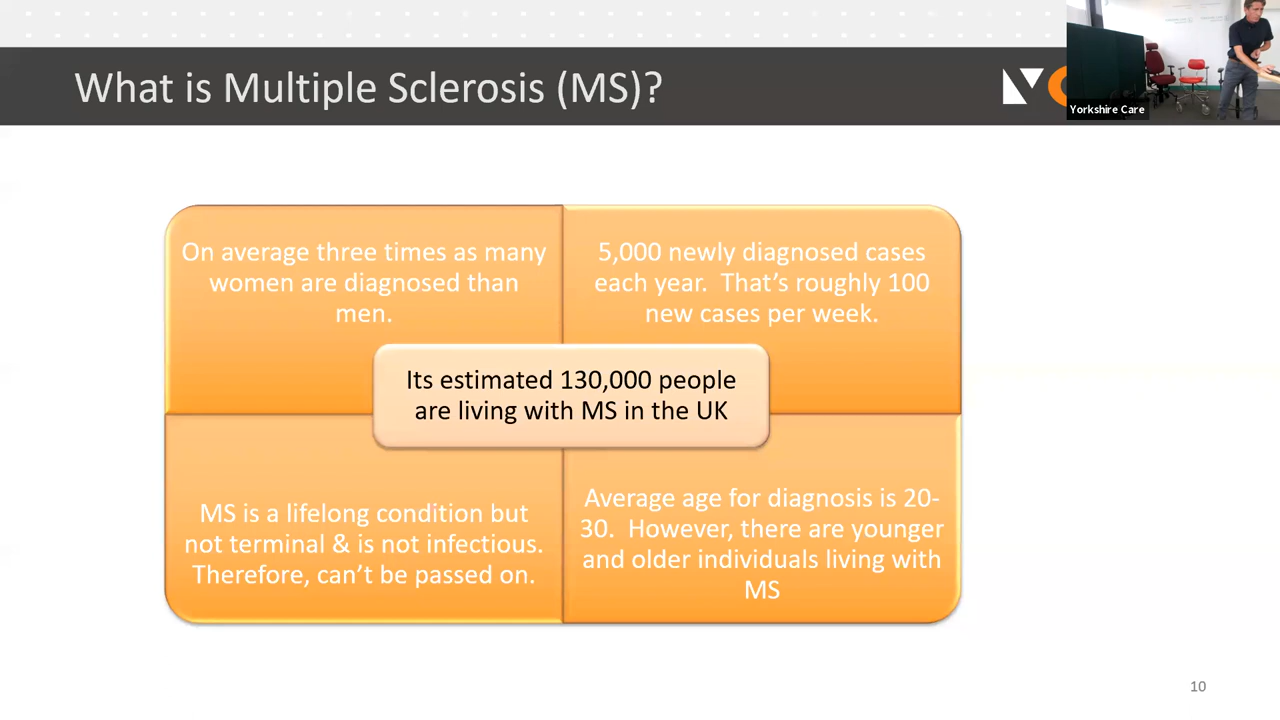 What is Multiple Sclerosis (MS)?
Yorkshire Care
On average three times as many
women are diagnosed than
men.
5,000 newly diagnosed cases
each year.  That’s roughly 100
new cases per week.
Its estimated 130,000 people
are living with MS in the UK
MS is a lifelong condition but
not terminal & is not infectious.
Therefore, can’t be passed on.
Average age for diagnosis is 20-
30.  However, there are younger
and older individuals living with
MS
10